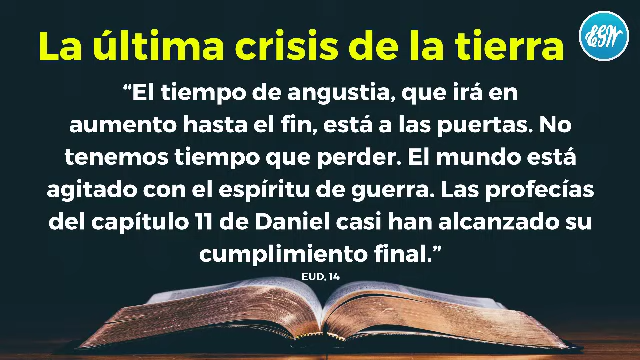 La última crisis de la tierra
“El tiempo de angustia, que irá en
aumento hasta el fin, está a las puertas. No
tenemos tiempo que perder. El mundo está
agitado con el espíritu de guerra. Las profecías
del capítulo 11 de Daniel casi han alcanzado su
cumplimiento final.”
EUD, 14